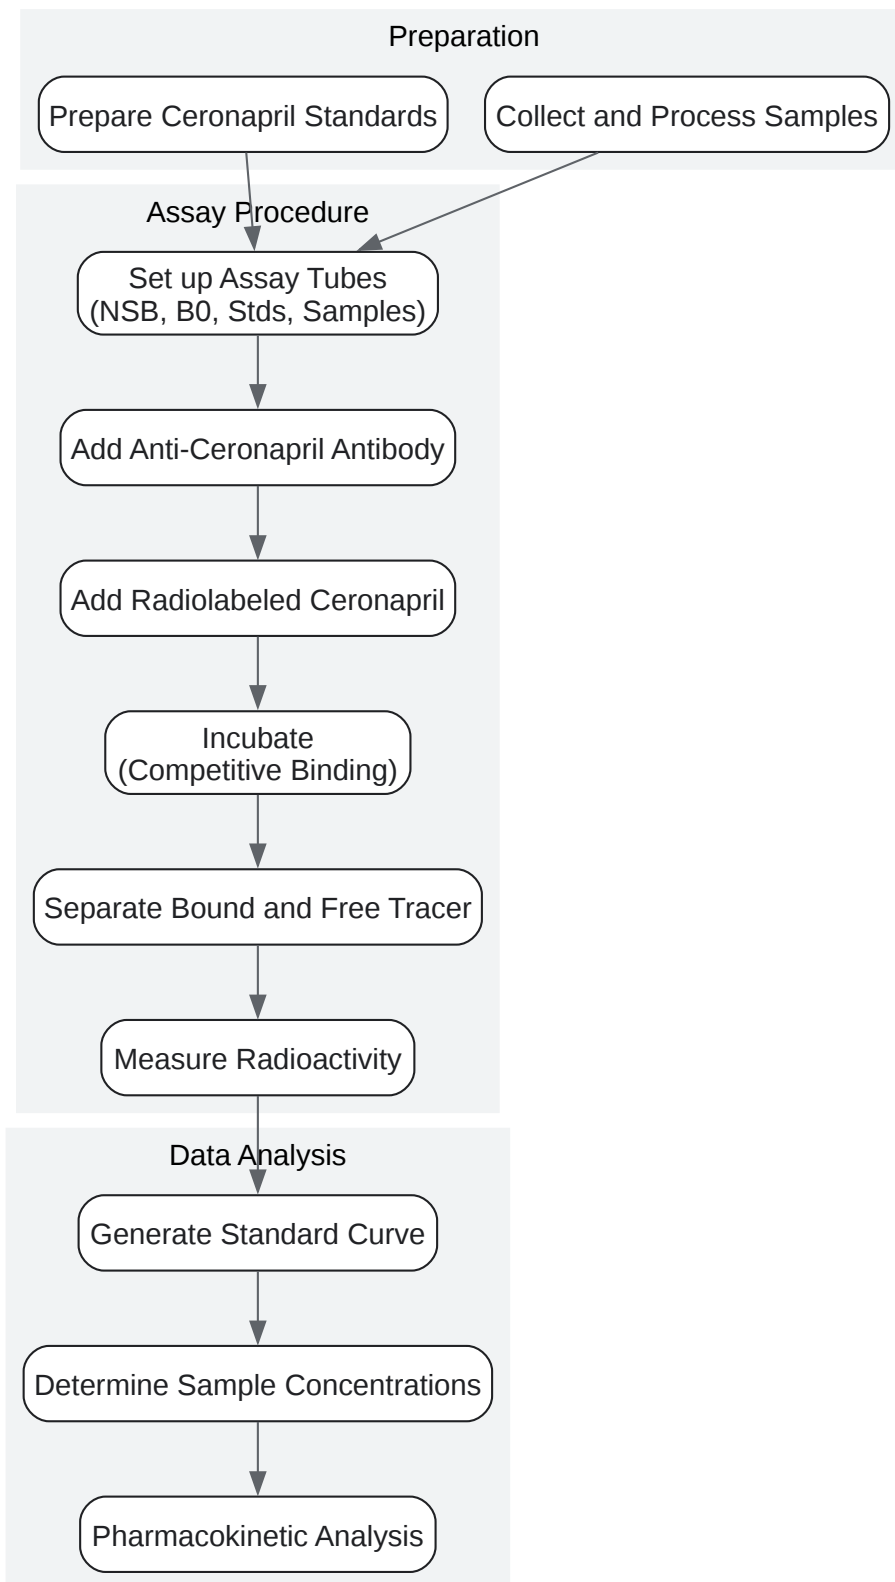 Preparation
Prepare Ceronapril Standards
Collect and Process Samples
Assay Procedure
Set up Assay Tubes
(NSB, B0, Stds, Samples)
Add Anti-Ceronapril Antibody
Add Radiolabeled Ceronapril
Incubate
(Competitive Binding)
Separate Bound and Free Tracer
Measure Radioactivity
Data Analysis
Generate Standard Curve
Determine Sample Concentrations
Pharmacokinetic Analysis